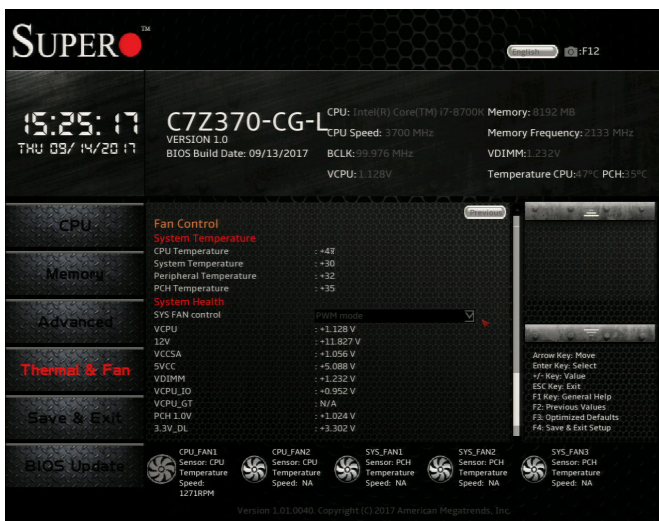 SUPER
TM
English
:F12
15:25:17
THU 09/14/2017
C7Z370-CG-L
VERSION 1.0
BIOS Build Date: 09/13/2017
CPU: Intel(R) Core(TM) i7-8700K
CPU Speed: 3700 MHz
BCLK:99.976 MHz
VCPU:1.128V
Memory: 8192 MB
Memory Frequency:2133 MHz
VDIMM:1.232V
Temperature CPU:47°C PCH:35°C
CPU
Memory
Advanced
Thermal & Fan
Save & Exit
BIOS Update
Previous
Fan Control
System Temperature
CPU Temperature : 
System Temperature : +30
Peripheral Temperature : +32
PCH Temperature : +35
System Health
SYS FAN control PWM mode
VCPU : +1.128 V
12V : +11.827 V
VCCSA : +1.056 V
5VCC : +5.088 V
VDIMM : +1.232 V
VCPU_IO : +0.952 V
VCPU_GT : N/A
PCH 1.0V : +1.024 V
3.3V_DL : +3.302 V
Arrow Key: Move
Enter Key: Select
+/- Key: Value
ESC Key: Exit
F1 Key: General Help
F2: Previous Values
F3: Optimized Defaults
F4: Save & Exit Setup
CPU_FAN1
Sensor: CPU
Temperature
Speed:
1271RPM
CPU_FAN2
Sensor: CPU
Temperature
Speed: NA
SYS_FAN1
Sensor: PCH
Temperature
Speed: NA
SYS_FAN2
Sensor: PCH
Temperature
Speed: NA
SYS_FAN3
Sensor: PCH
Temperature
Speed: NA
Version 1.01.0040. Copyright (C) 2017 American Megatrends, Inc.